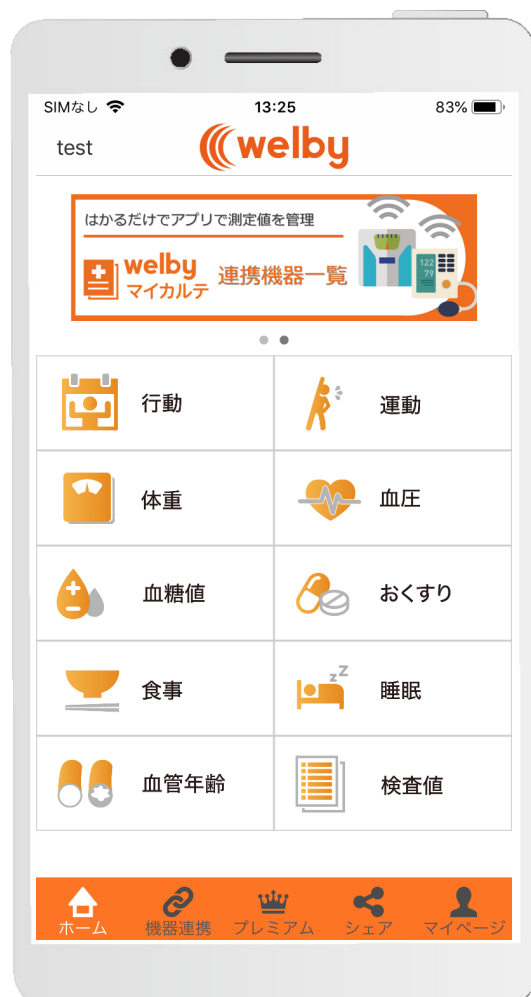 SIMなし 13:25 83%
test welby
はかるだけでアプリで測定値を管理
welby
マイカルテ 連携機器一覧
122
79
行動 運動
体重 血圧
血糖値 おくすり
食事 睡眠
血管年齢 検査値
ホーム 機器連携 プレミアム シェア マイページ